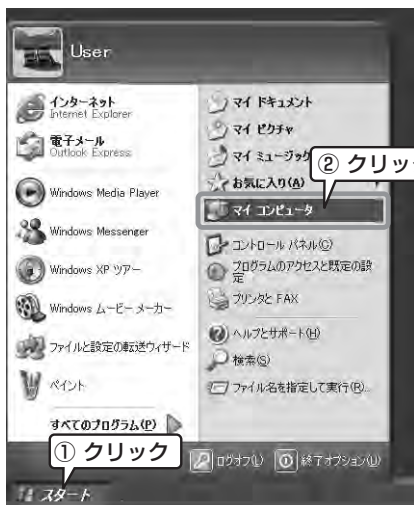 User
インターネット
Internet Explorer
電子メール
Outlook Express
Windows Media Player
Windows Messenger
Windows XP ツアー
Windows ムービー メーカー
ファイルと設定の転送ウィザード
ペイント
すべてのプログラム(P)
マイ ドキュメント
マイ ピクチャ
マイ ミュージック
お気に入り(A)
② クリック
マイ コンピュータ
コントロール パネル(C)
プログラムのアクセスと既定の設
定
プリンタと FAX
ヘルプとサポート(H)
検索(S)
ファイル名を指定して実行(R)...
① クリック
ログオフ(L)
終了オプション(U)
スタート